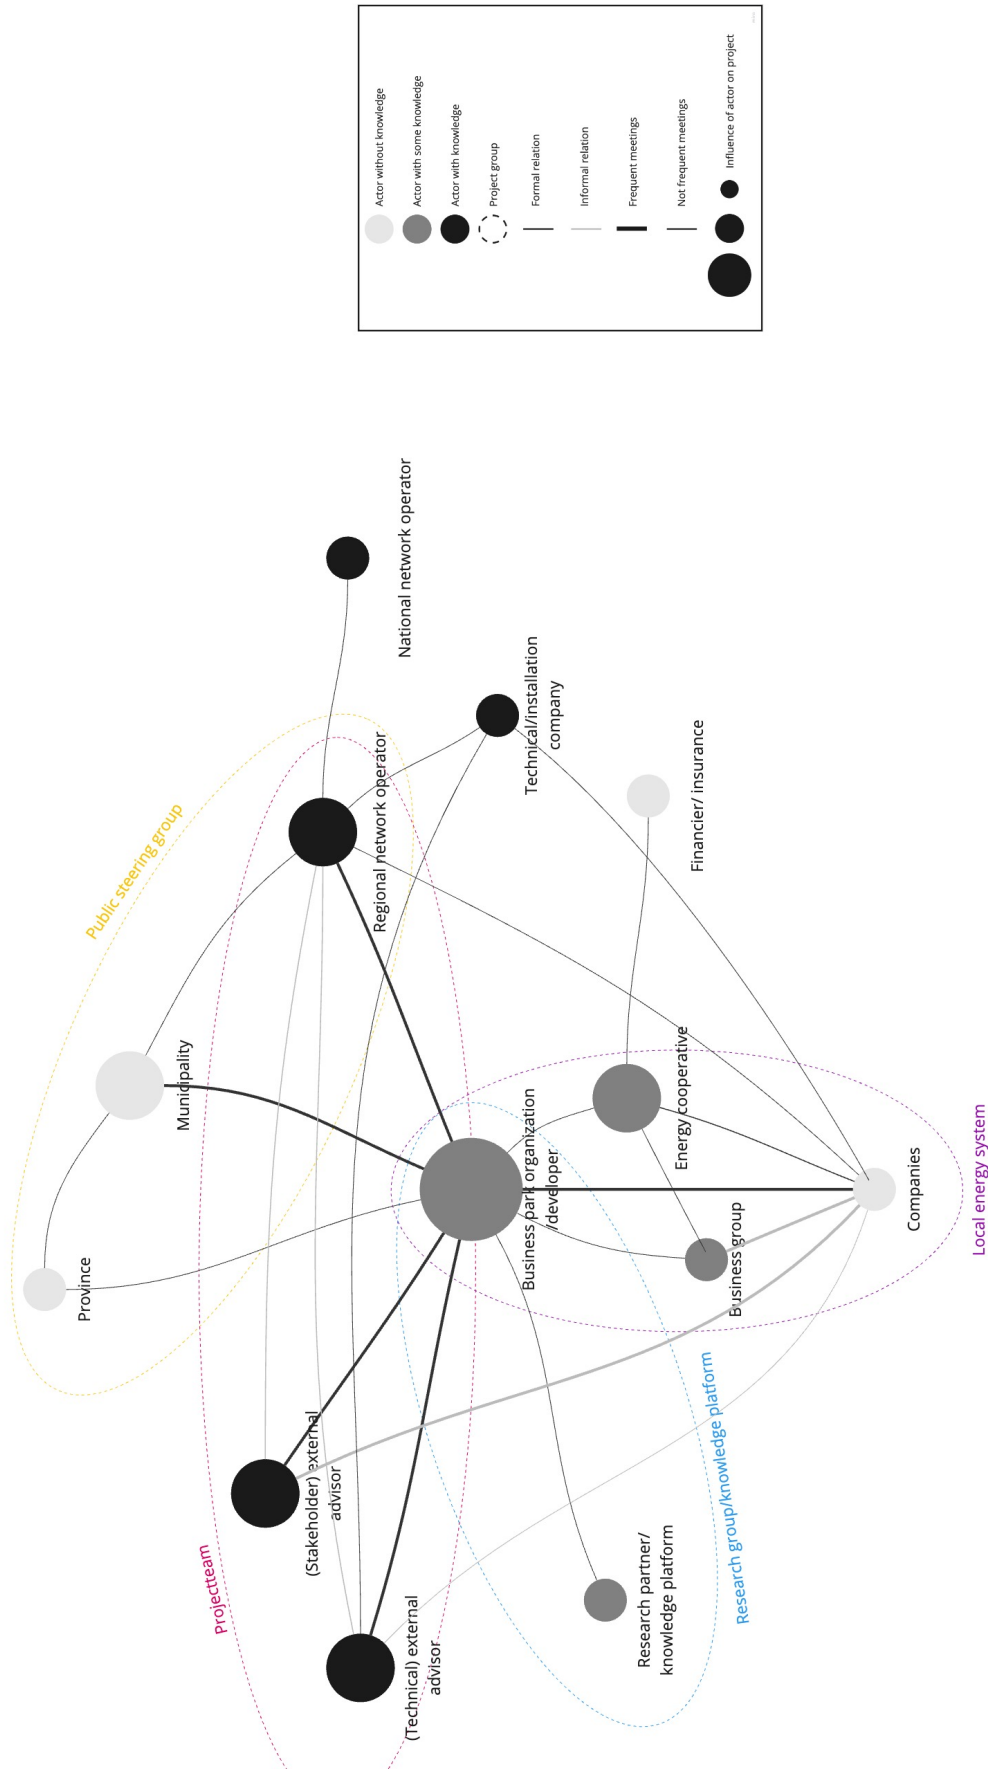 Actor without knowledge
Actor with some knowledge
Actor with knowledge
Project group
Formal relation
Informal relation
Frequent meetings
Not frequent meetings
Influence of actor on project
National network operator
Technical/installation
company
Financier/ insurance
Regional network operator
Public steering group
Municipality
Province
Energy cooperative
Business park organization
/developer
Business group
Companies
Local energy system
(Stakeholder) external
advisor
Projectteam
(Technical) external
advisor
Research partner/
knowledge platform
Research group/knowledge platform